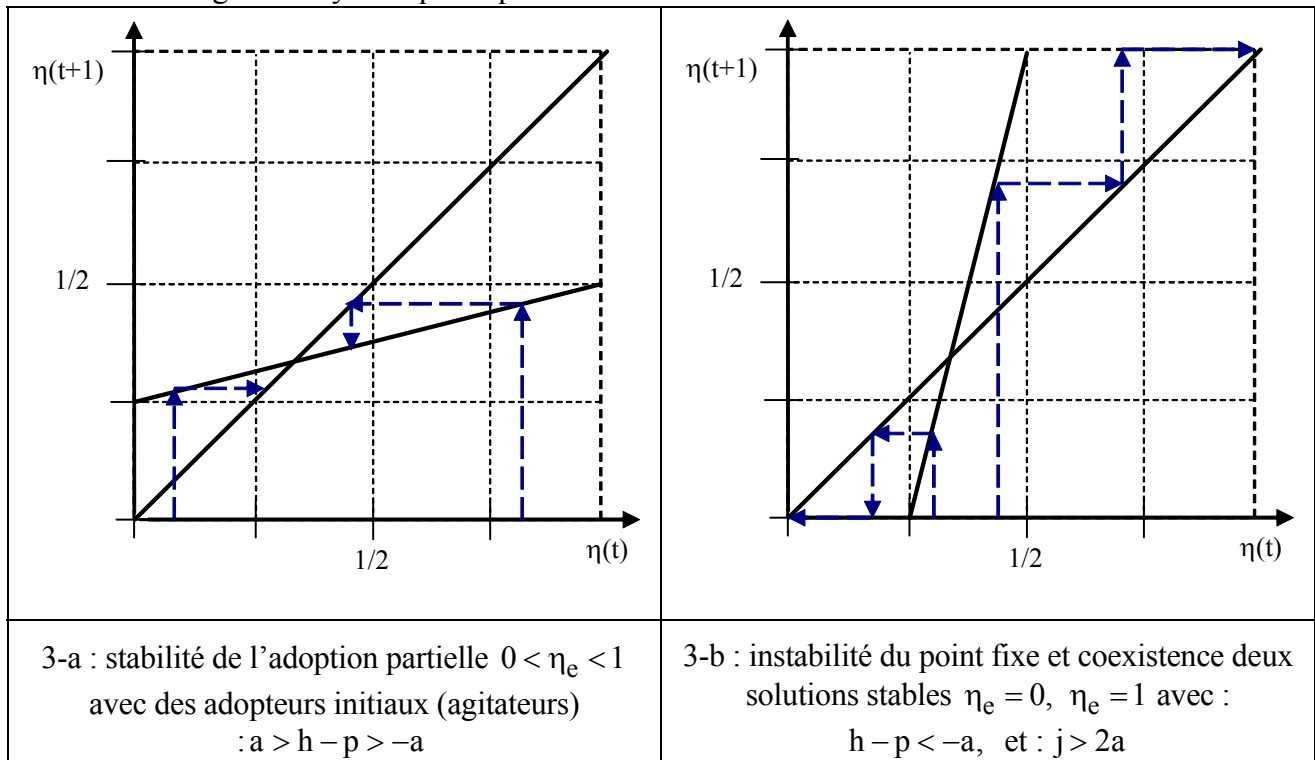 η(t+1)
1/2
1/2
η(t)
η(t+1)
1/2
1/2
η(t)
3-a : stabilité de l'adoption partielle 0 < ηe < 1
avec des adopteurs initiaux (agitateurs)
: a > h – p > –a
3-b : instabilité du point fixe et coexistence deux
solutions stables ηe = 0, ηe = 1 avec :
h – p < –a, et : j > 2a